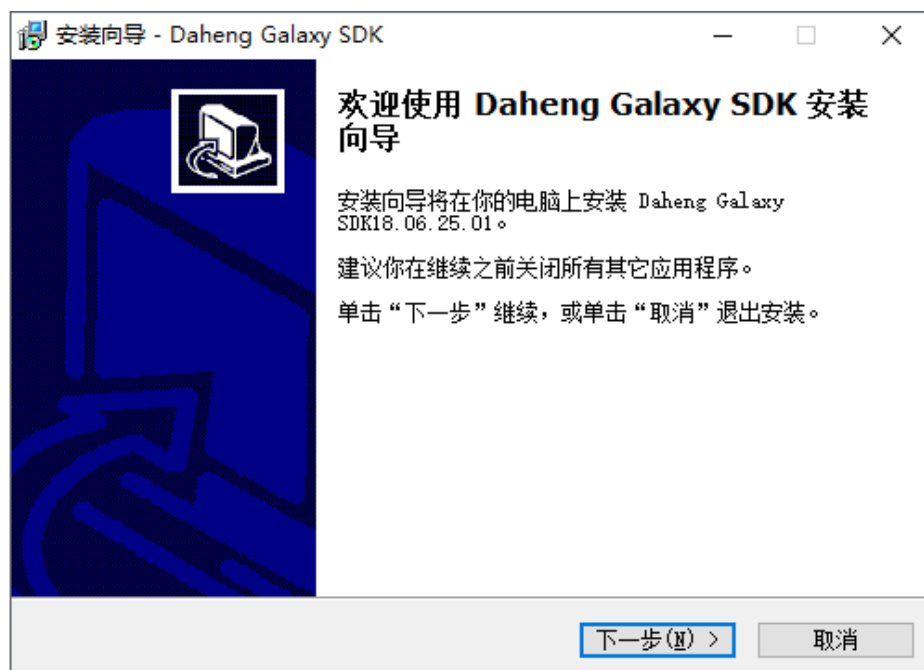 安装向导 - Daheng Galaxy SDK
欢迎使用 Daheng Galaxy SDK 安装
向导
安装向导将在你的电脑上安装 Daheng Galaxy
SDK18.06.25.01。
建议你在继续之前关闭所有其它应用程序。
单击“下一步”继续，或单击“取消”退出安装。
下一步(N) >
取消